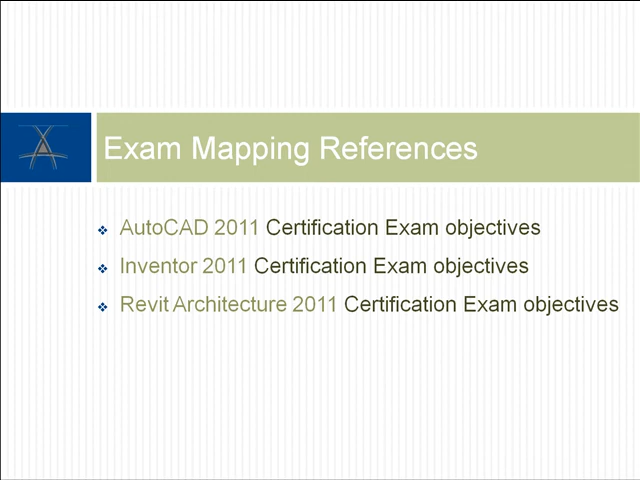 Exam Mapping References
AutoCAD 2011 Certification Exam objectives
Inventor 2011 Certification Exam objectives
Revit Architecture 2011 Certification Exam objectives